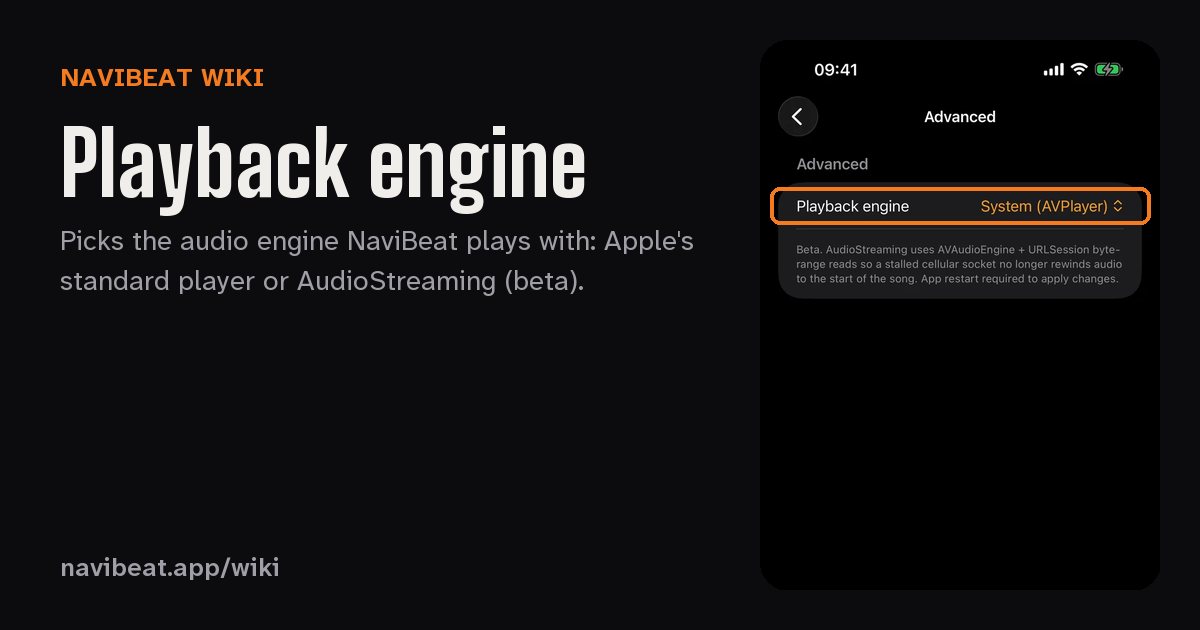 NAVIBEAT WIKI
Playback engine
Picks the audio engine NaviBeat plays with: Apple's
standard player or AudioStreaming (beta).
navibeat.app/wiki
09:41
Advanced
Advanced
Playback engine System (AVPlayer)
Beta. AudioStreaming uses AVAudioEngine + URLSession byte-
range reads so a stalled cellular socket no longer rewinds audio
to the start of the song. App restart required to apply changes.